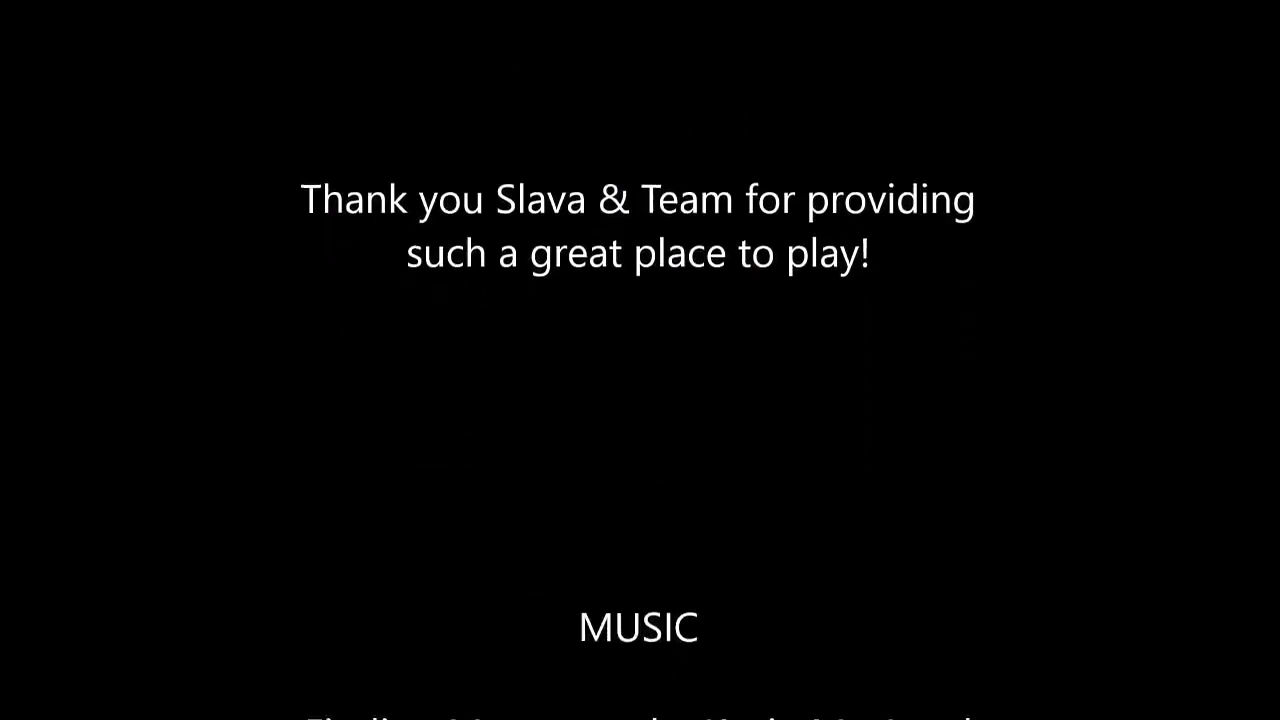 Thank you Slava & Team for providing
such a great place to play!
MUSIC